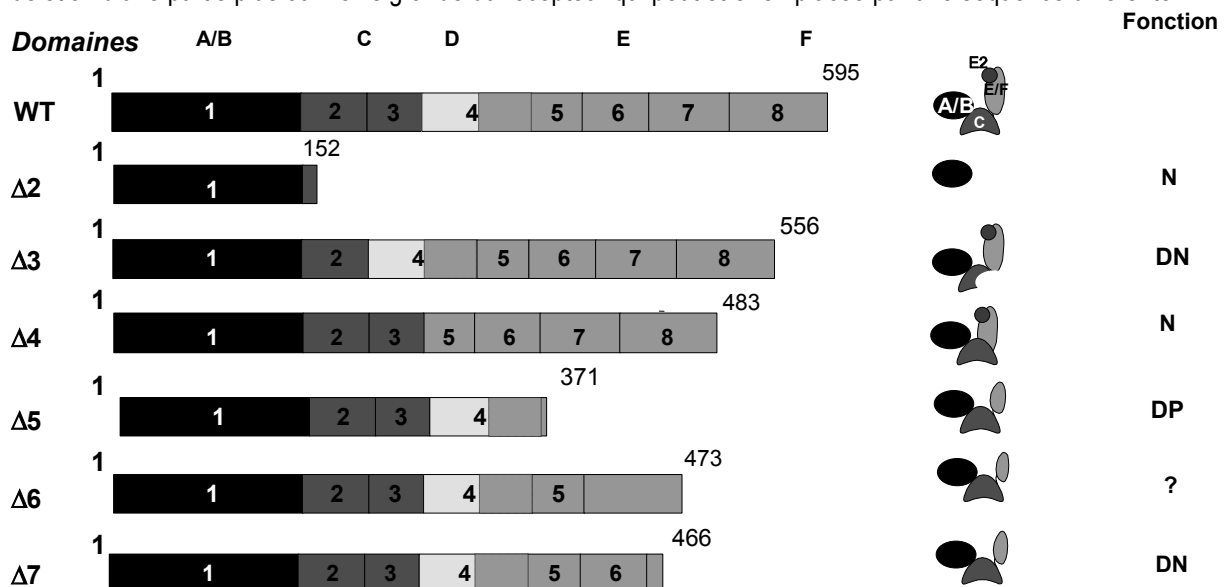 Fonction
Domaines A/B C D E F
1 595 E2
WT 1 2 3 4 5 6 7 8 A/B E/F C
1 152
Δ2 1 N
1 556
Δ3 1 2 3 4 5 6 7 8 DN
1 483
Δ4 1 2 3 5 6 7 8 N
1 371
Δ5 1 2 3 4 DP
1 473
Δ6 1 2 3 4 5 ?
1 466
Δ7 1 2 3 4 5 6 DN